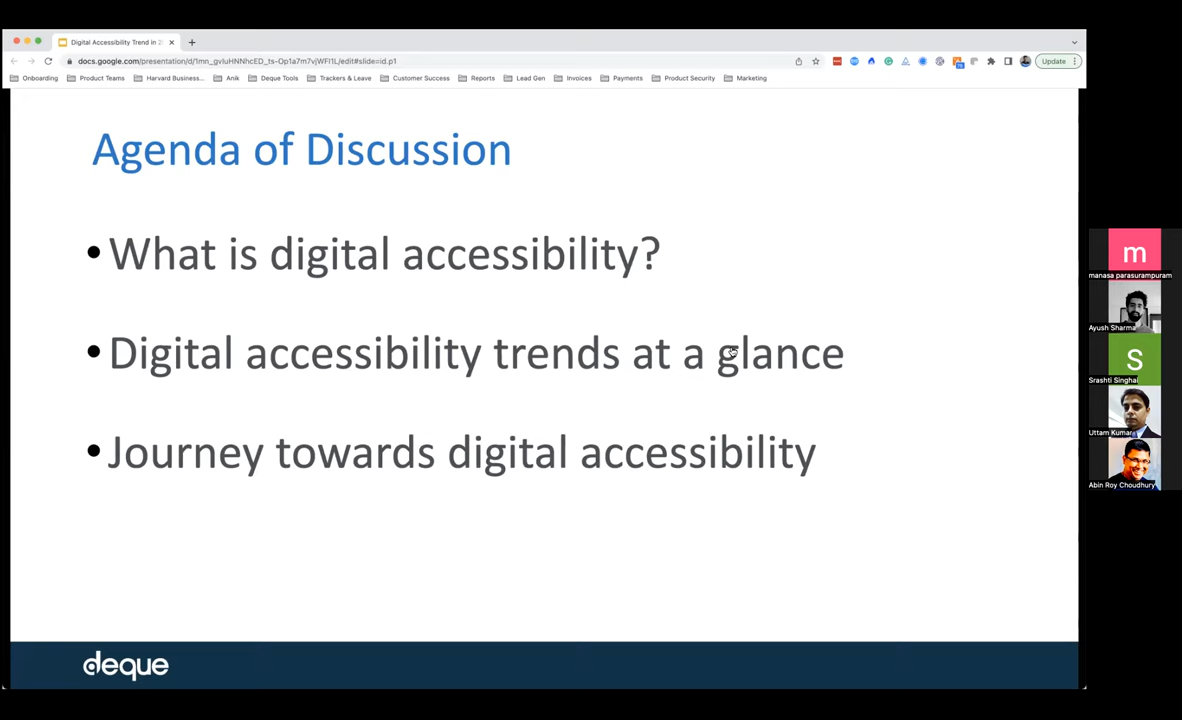 Digital Accessibility Trend in 2
docs.google.com/presentation/d/1mn_gvIuHNNhcED_ts-Op1a7m7vjWFI1L/edit#slide=id.p1
Update
Onboarding
Product Teams
Harvard Business...
Anik
Deque Tools
Trackers & Leave
Customer Success
Reports
Lead Gen
Invoices
Payments
Product Security
Marketing
Agenda of Discussion
• What is digital accessibility?
• Digital accessibility trends at a glance
• Journey towards digital accessibility
deque
m
manasa parasurampuram
Ayush Sharma
S
Srashti Singhai
Uttam Kumar
Abin Roy Choudhury